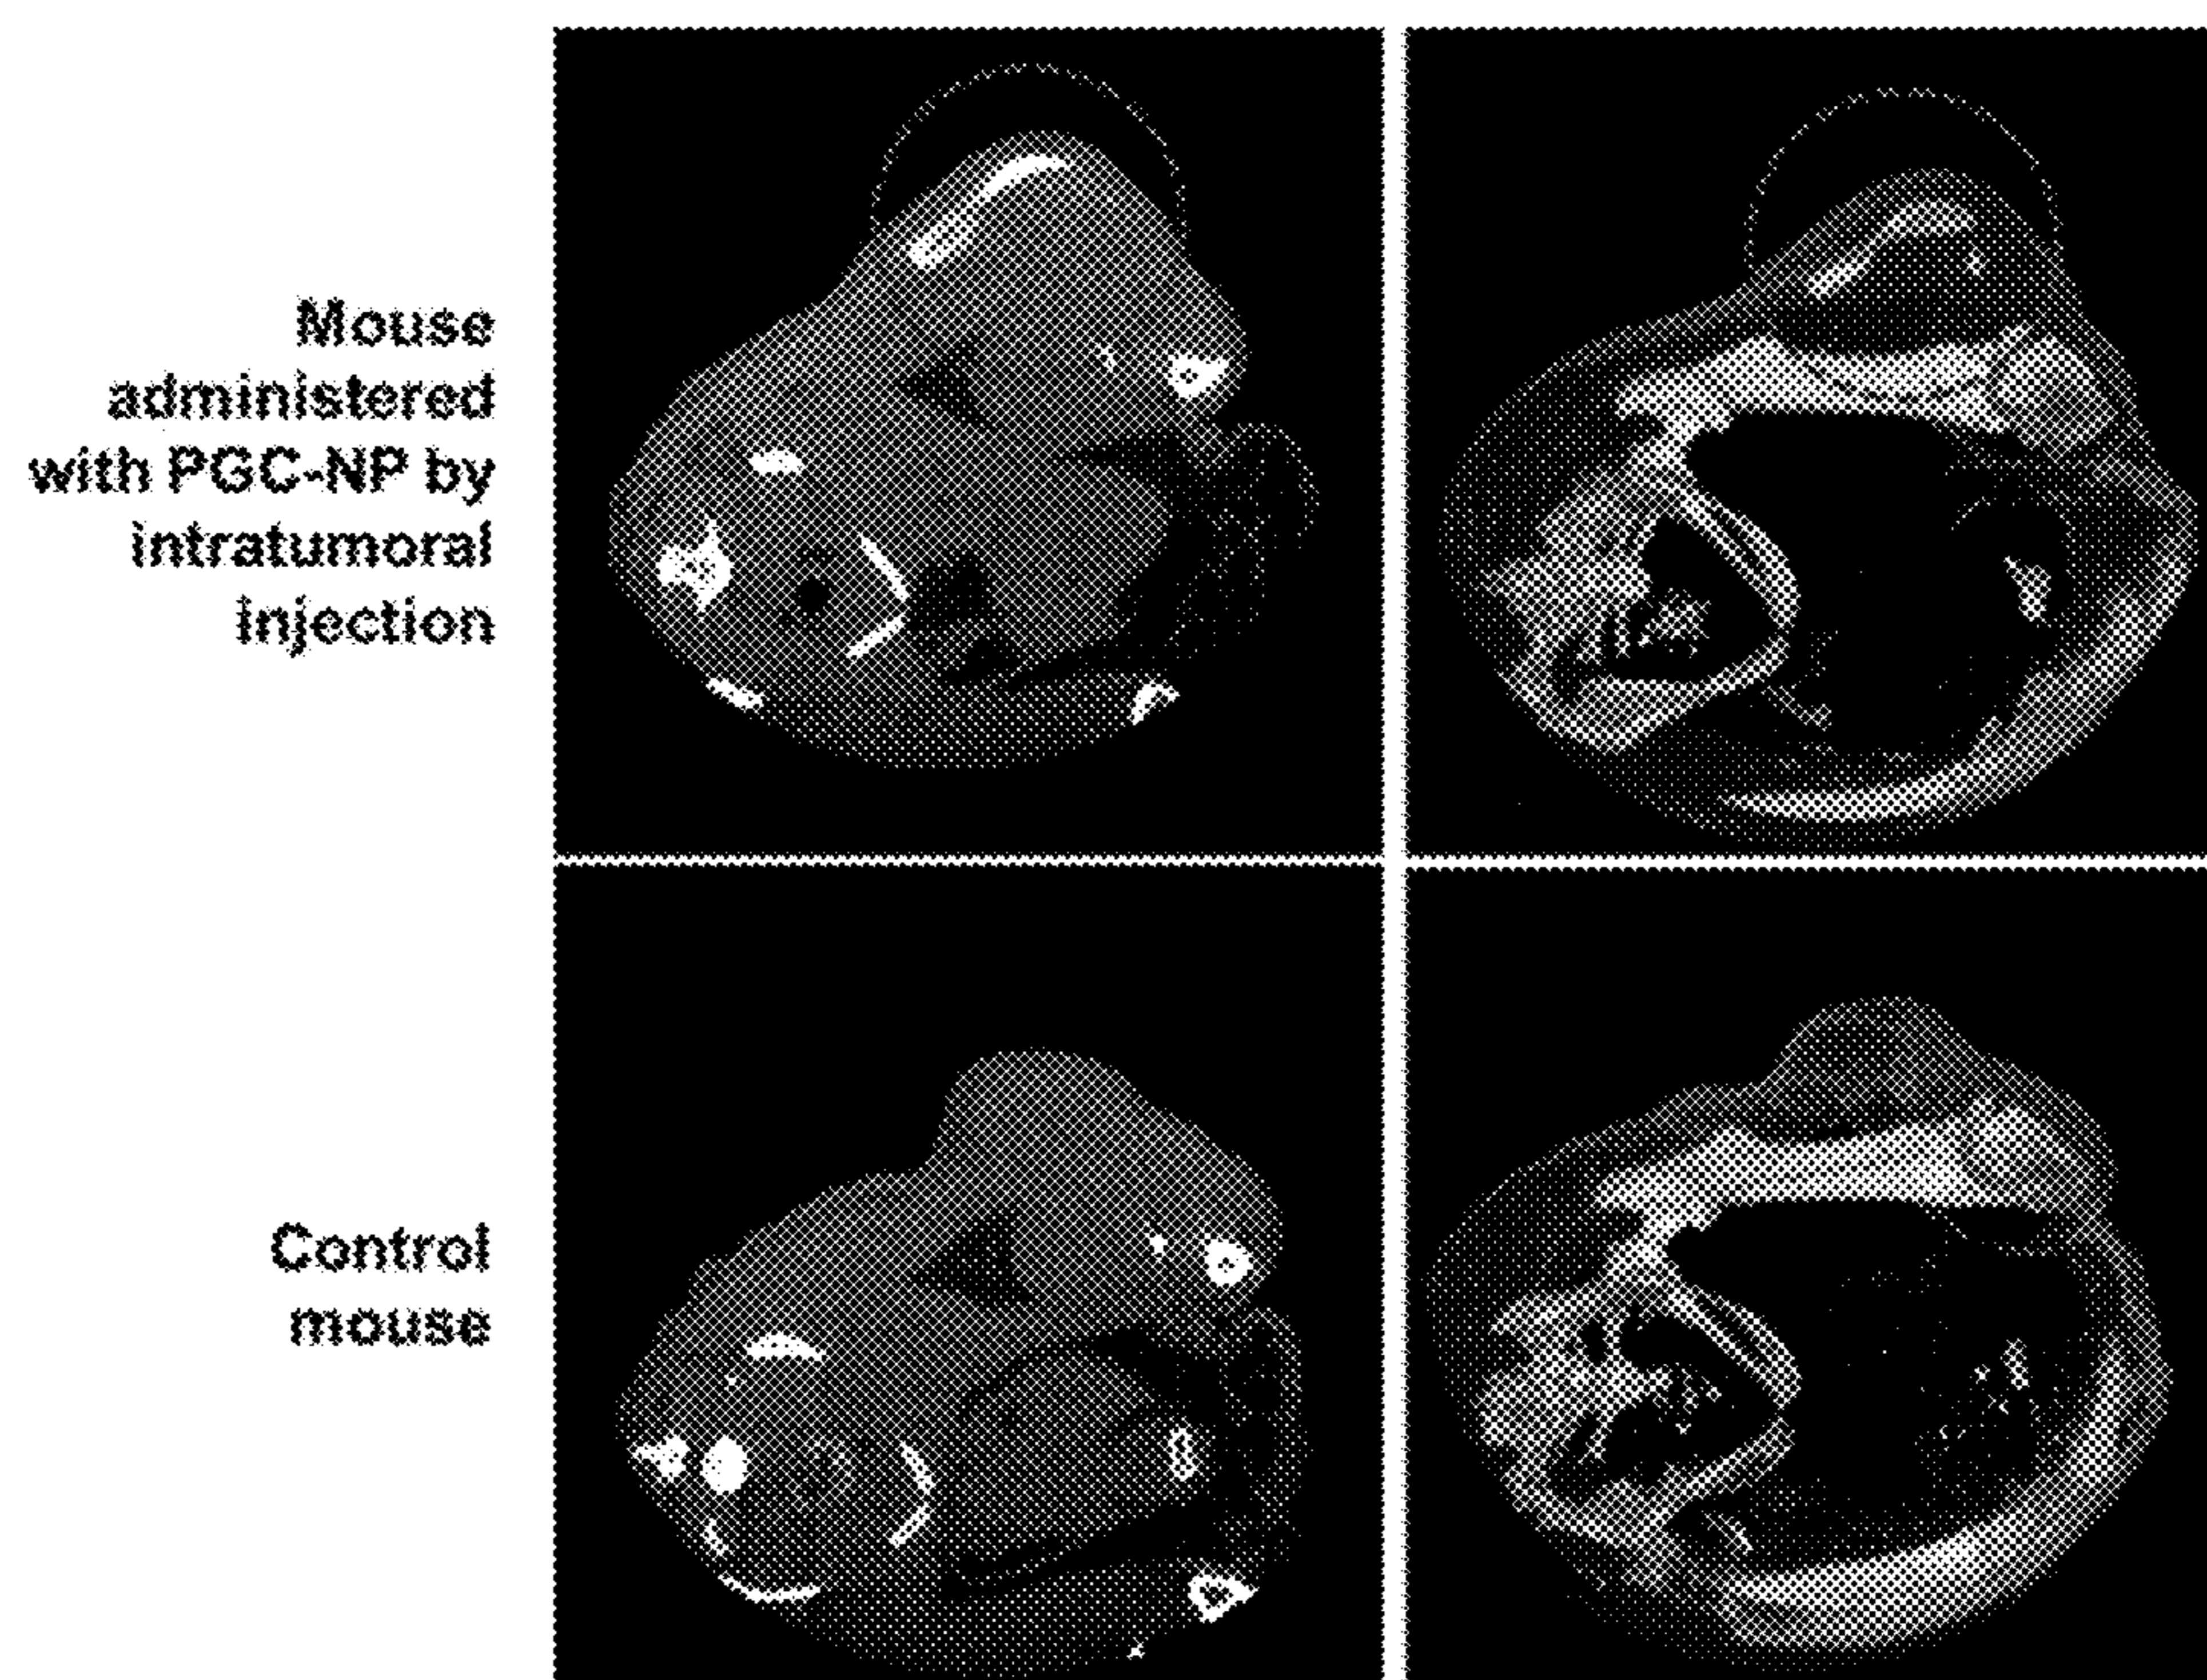 Mouse
administered
with PGC-NP by
intratumoral
injection
Control
mouse